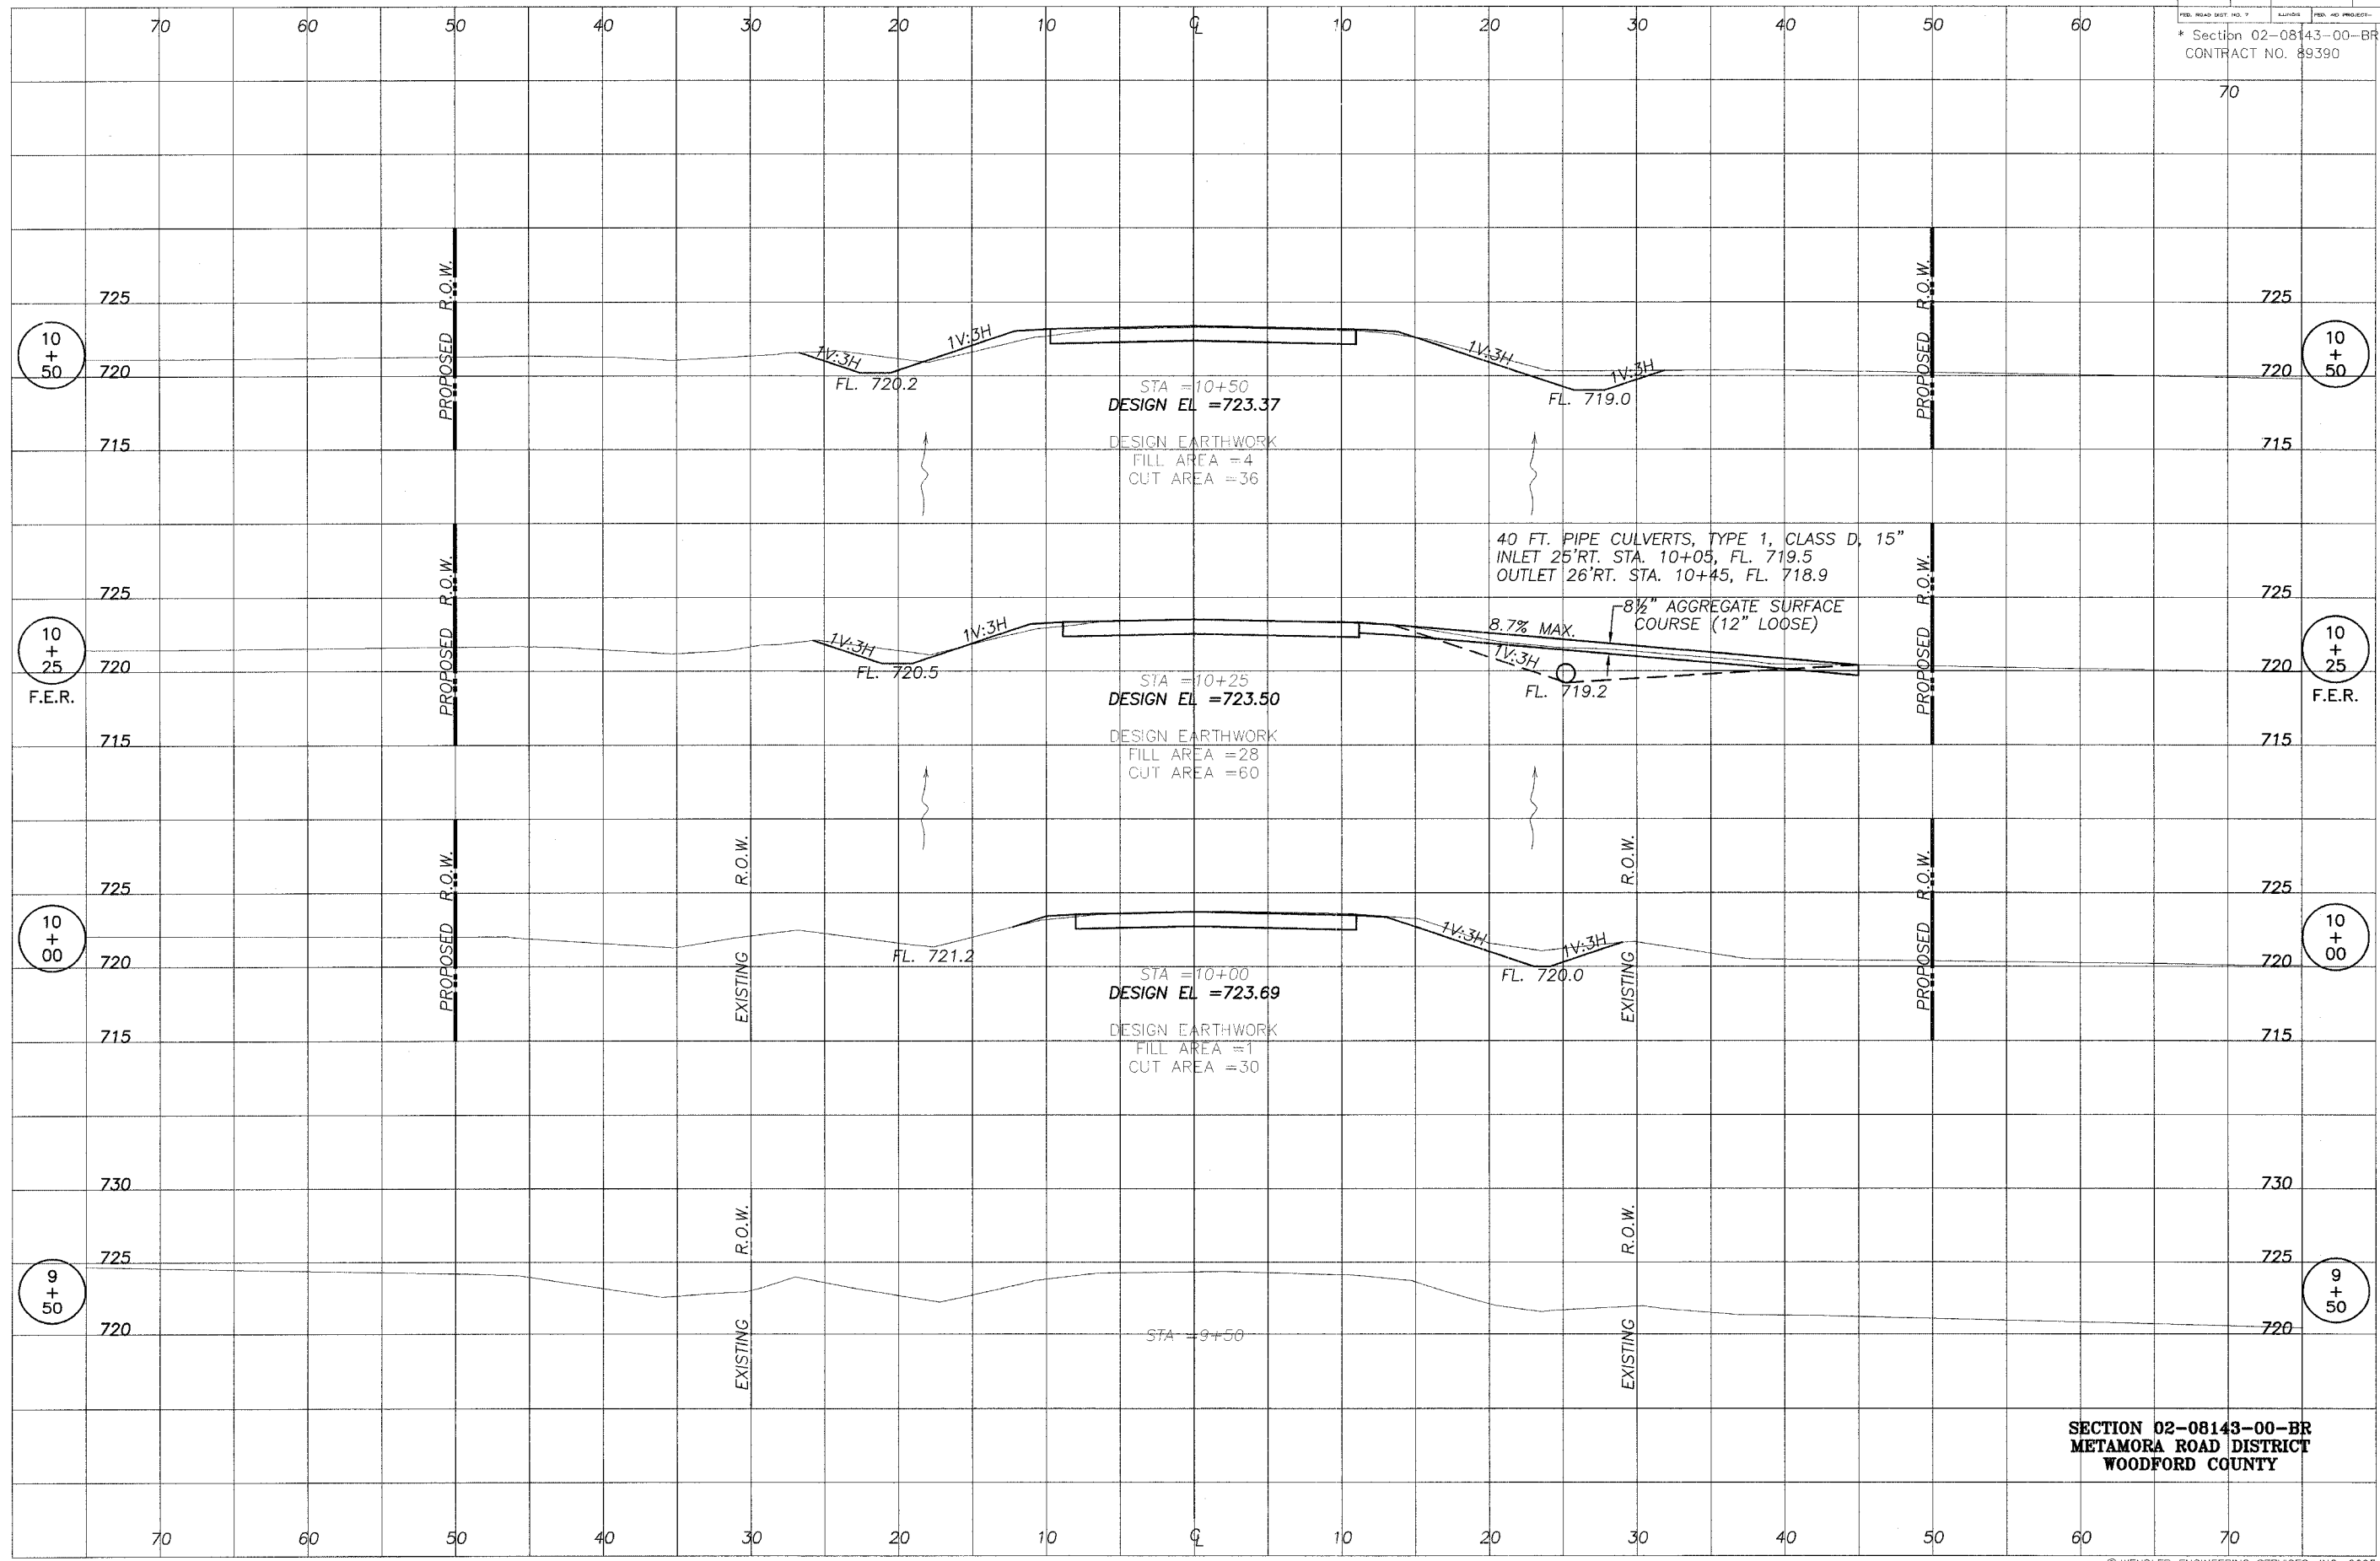 70 60 50 40 30 20 10 ℄ 10 20 30 40 50 60
FED. ROAD DIST. NO. 7 ILLINOIS FED. AID PROJECT-
* Section 02-08143-00-BR
CONTRACT NO. 89390
70
PROPOSED R.O.W.
PROPOSED R.O.W.
725 725
10
+
50
10
+
50
1V:3H 1V:3H 1V:3H 1V:3H
720 720
FL. 720.2
FL. 719.0
STA =10+50
DESIGN EL =723.37
715 715
DESIGN EARTHWORK
FILL AREA =4
CUT AREA =36
40 FT. PIPE CULVERTS, TYPE 1, CLASS D, 15"
INLET 25'RT. STA. 10+05, FL. 719.5
OUTLET 26'RT. STA. 10+45, FL. 718.9
PROPOSED R.O.W.
PROPOSED R.O.W.
725 725
8½" AGGREGATE SURFACE
COURSE (12" LOOSE)
8.7% MAX.
10
+
25
F.E.R.
10
+
25
F.E.R.
1V:3H 1V:3H 1V:3H
720 720
FL. 720.5
FL. 719.2
STA =10+25
DESIGN EL =723.50
715 715
DESIGN EARTHWORK
FILL AREA =28
CUT AREA =60
PROPOSED R.O.W.
EXISTING R.O.W.
EXISTING R.O.W.
PROPOSED R.O.W.
725 725
10
+
00
10
+
00
1V:3H 1V:3H
FL. 721.2
720 720
FL. 720.0
STA =10+00
DESIGN EL =723.69
715 715
DESIGN EARTHWORK
FILL AREA =1
CUT AREA =30
730 730
EXISTING R.O.W.
EXISTING R.O.W.
725 725
9
+
50
9
+
50
720 720
STA =9+50
SECTION 02-08143-00-BR
METAMORA ROAD DISTRICT
WOODFORD COUNTY
70 60 50 40 30 20 10 ℄ 10 20 30 40 50 60 70